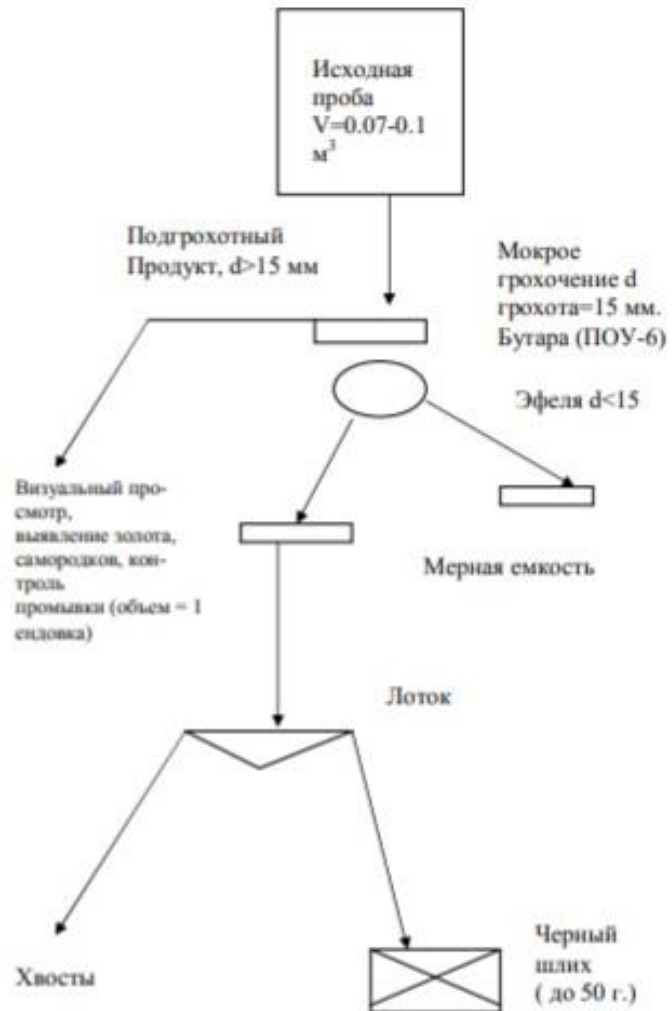 Исходная
проба
V=0.07-0.1
м³
Подгрохотный
Продукт, d>15 мм
Мокрое
грохочение d
грохота=15 мм.
Бутара (ПОУ-6)
Эфеля d<15
Визуальный про-
смотр,
выявление золота,
самородков, кон-
троль
промывки (объем = 1
ендовка)
Мерная емкость
Лоток
Хвосты
Черный
шлих
( до 50 г.)